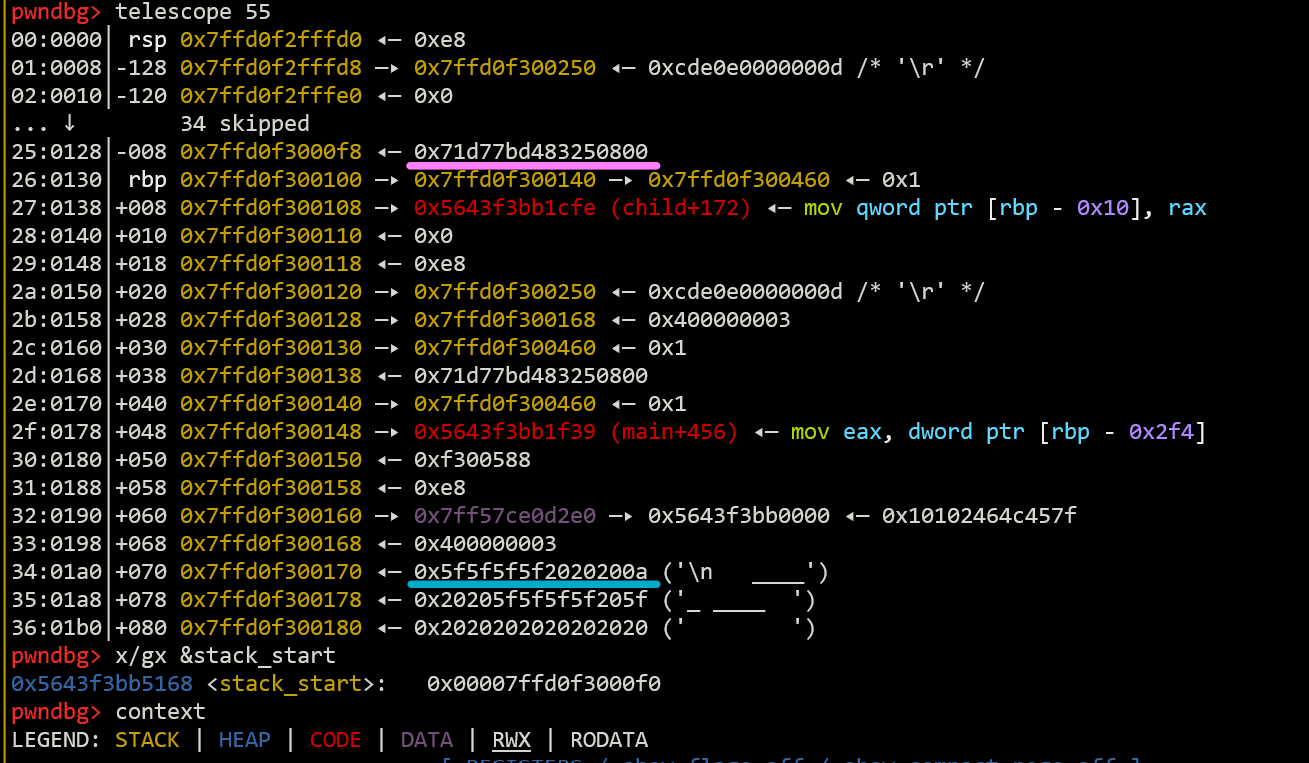 pwndbg> telescope 55
00:0000│ rsp 0x7ffd0f2fffd0 ◂— 0xe8
01:0008│-128 0x7ffd0f2fffd8 —▸ 0x7ffd0f300250 ◂— 0xcde0e0000000d /* '\r' */
02:0010│-120 0x7ffd0f2fffe0 ◂— 0x0
... ↓        34 skipped
25:0128│-008 0x7ffd0f3000f8 ◂— 0x71d77bd483250800
26:0130│ rbp 0x7ffd0f300100 —▸ 0x7ffd0f300140 —▸ 0x7ffd0f300460 ◂— 0x1
27:0138│+008 0x7ffd0f300108 —▸ 0x5643f3bb1cfe (child+172) ◂— mov qword ptr [rbp - 0x10], rax
28:0140│+010 0x7ffd0f300110 ◂— 0x0
29:0148│+018 0x7ffd0f300118 ◂— 0xe8
2a:0150│+020 0x7ffd0f300120 —▸ 0x7ffd0f300250 ◂— 0xcde0e0000000d /* '\r' */
2b:0158│+028 0x7ffd0f300128 —▸ 0x7ffd0f300168 ◂— 0x400000003
2c:0160│+030 0x7ffd0f300130 —▸ 0x7ffd0f300460 ◂— 0x1
2d:0168│+038 0x7ffd0f300138 ◂— 0x71d77bd483250800
2e:0170│+040 0x7ffd0f300140 —▸ 0x7ffd0f300460 ◂— 0x1
2f:0178│+048 0x7ffd0f300148 —▸ 0x5643f3bb1f39 (main+456) ◂— mov eax, dword ptr [rbp - 0x2f4]
30:0180│+050 0x7ffd0f300150 ◂— 0xf300588
31:0188│+058 0x7ffd0f300158 ◂— 0xe8
32:0190│+060 0x7ffd0f300160 —▸ 0x7ff57ce0d2e0 —▸ 0x5643f3bb0000 ◂— 0x10102464c457f
33:0198│+068 0x7ffd0f300168 ◂— 0x400000003
34:01a0│+070 0x7ffd0f300170 ◂— 0x5f5f5f5f2020200a ('\n   ____')
35:01a8│+078 0x7ffd0f300178 ◂— 0x20205f5f5f5f205f ('_ ____  ')
36:01b0│+080 0x7ffd0f300180 ◂— 0x2020202020202020 ('        ')
pwndbg> x/gx &stack_start
0x5643f3bb5168 <stack_start>:   0x00007ffd0f3000f0
pwndbg> context
LEGEND: STACK | HEAP | CODE | DATA | RWX | RODATA